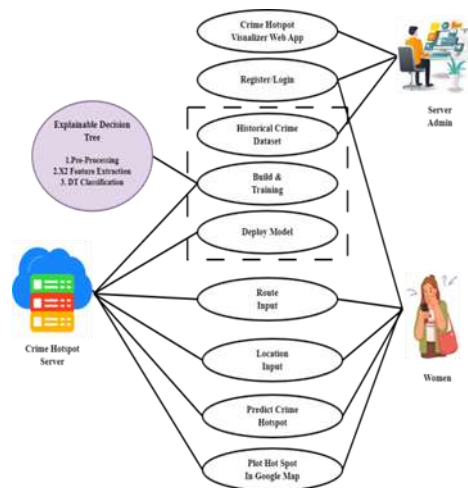 Crime Hotspot
Visualizer Web App
Register/Login
Server
Admin
Explainable Decision
Tree
1.Pre-Processing
2.X2 Feature Extraction
3. DT Classification
Historical Crime
Dataset
Build &
Training
Deploy Model
Crime Hotspot
Server
Route
Input
Women
Location
Input
Predict Crime
Hotspot
Plot Hot Spot
In Google Map